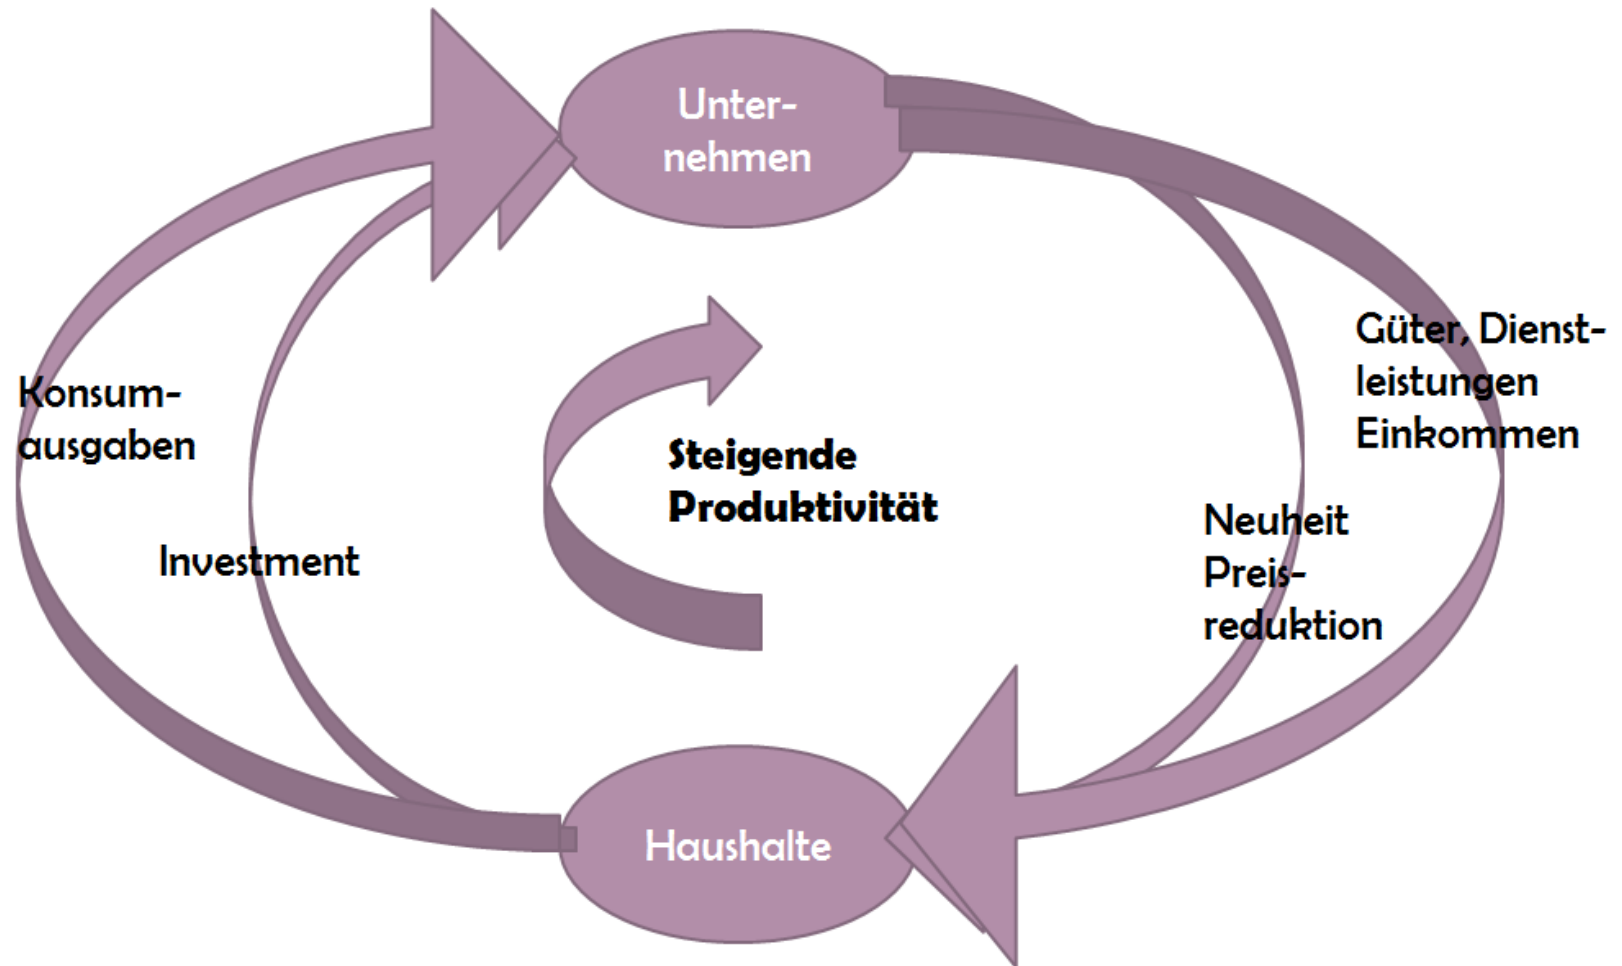 Unter-
nehmen
Güter, Dienst-
leistungen
Einkommen
Konsum-
ausgaben
Steigende
Produktivität
Neuheit
Preis-
reduktion
Investment
Haushalte